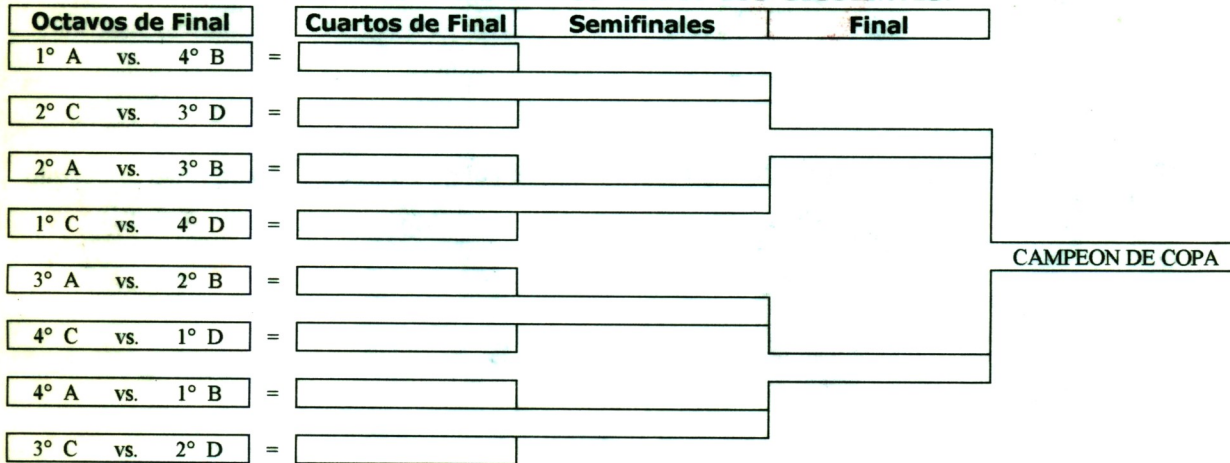 Octavos de Final Cuartos de Final Semifinales Final
1° A vs. 4° B =
2° C vs. 3° D =
2° A vs. 3° B =
1° C vs. 4° D =
CAMPEON DE COPA
3° A vs. 2° B =
4° C vs. 1° D =
4° A vs. 1° B =
3° C vs. 2° D =